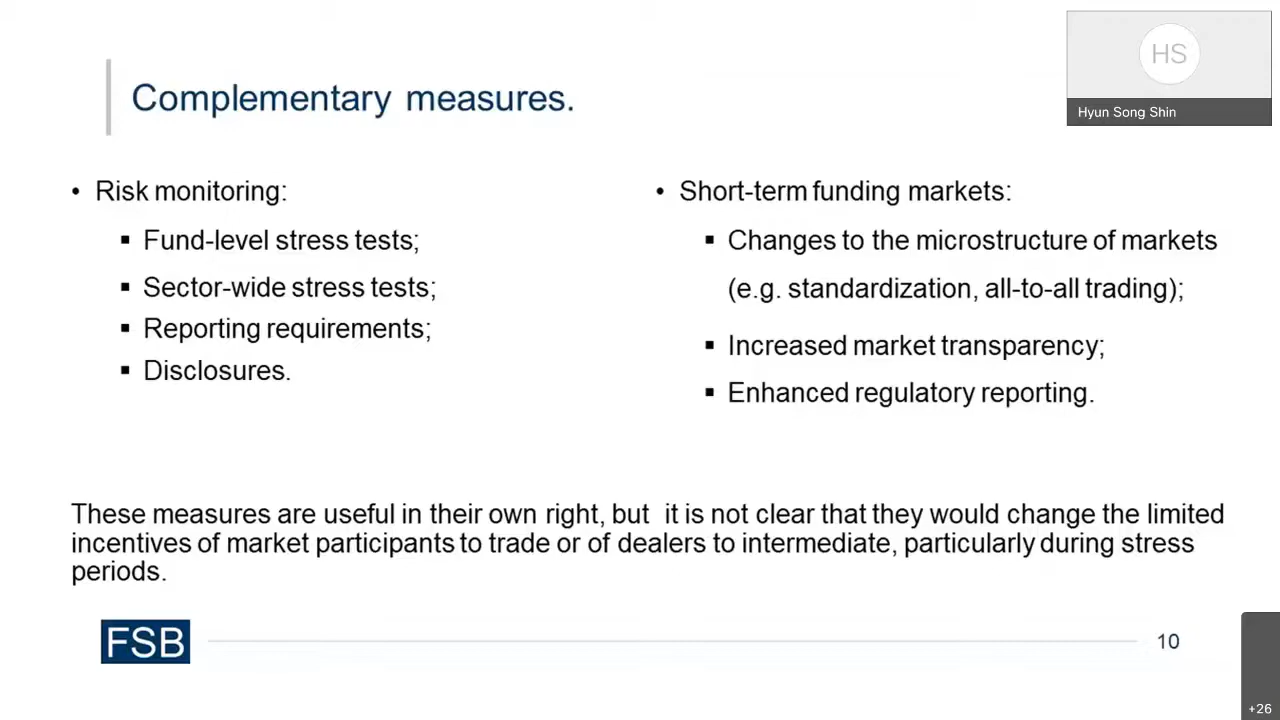 Complementary measures.
HS
Hyun Song Shin
• Risk monitoring:
▪ Fund-level stress tests;
▪ Sector-wide stress tests;
▪ Reporting requirements;
▪ Disclosures.
• Short-term funding markets:
▪ Changes to the microstructure of markets
(e.g. standardization, all-to-all trading);
▪ Increased market transparency;
▪ Enhanced regulatory reporting.
These measures are useful in their own right, but it is not clear that they would change the limited
incentives of market participants to trade or of dealers to intermediate, particularly during stress
periods.
FSB
10
+26